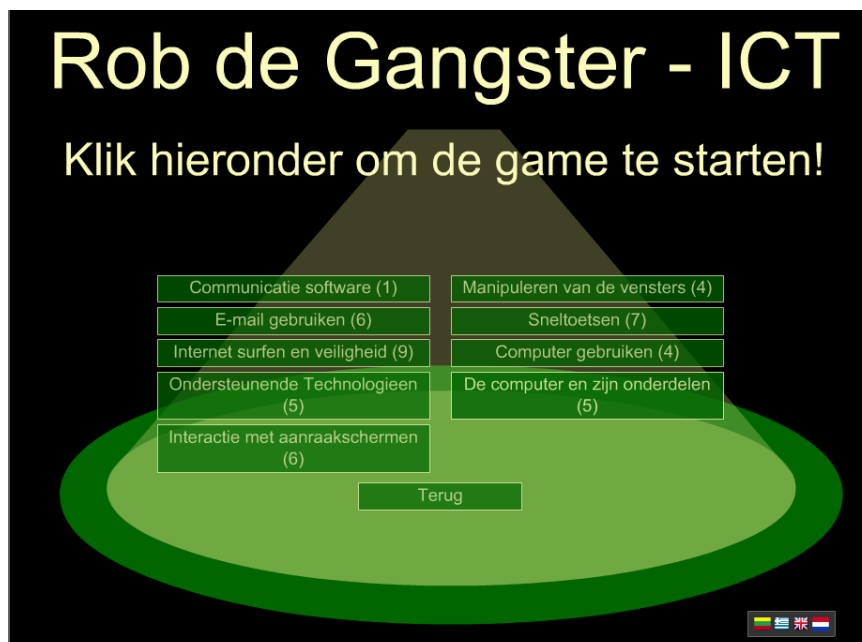 Rob de Gangster - ICT
Klik hieronder om de game te starten!
Communicatie software (1)
Manipuleren van de vensters (4)
E-mail gebruiken (6)
Sneltoetsen (7)
Internet surfen en veiligheid (9)
Computer gebruiken (4)
Ondersteunende Technologieen
(5)
De computer en zijn onderdelen
(5)
Interactie met aanraakschermen
(6)
Terug